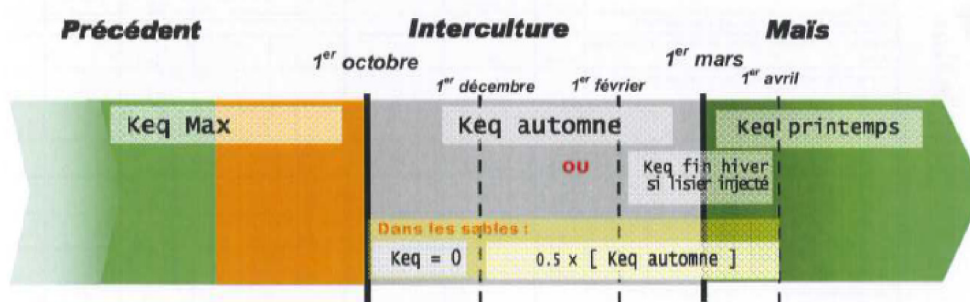 Précédent
Interculture
Maïs
1er octobre
1er mars
1er décembre
1er février
1er avril
Keq Max
Keq automne
Keq printemps
OU
Keq fin hiver
si lisier injecté
Dans les sables :
Keq = 0
0.5 x [ Keq automne ]